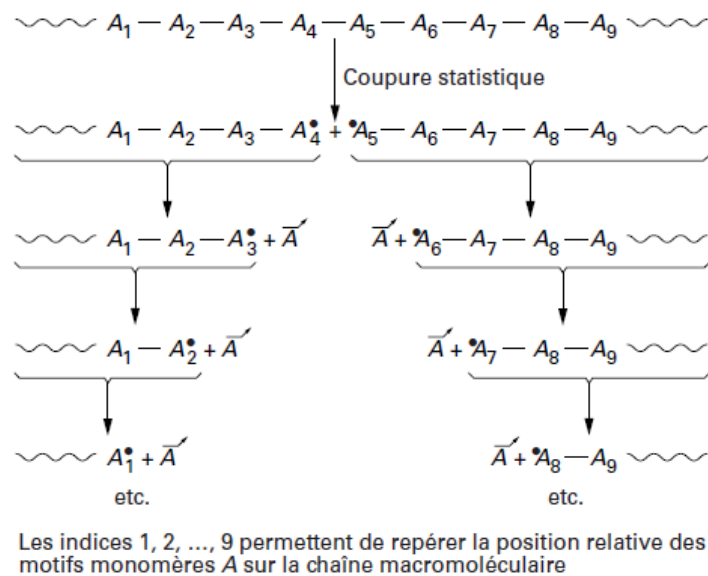 A₁ — A₂ — A₃ — A₄ — A₅ — A₆ — A₇ — A₈ — A₉
Coupure statistique
A₁ — A₂ — A₃ — A₄• + •A₅ — A₆ — A₇ — A₈ — A₉
A₁ — A₂ — A₃• + A A + •A₆ — A₇ — A₈ — A₉
A₁ — A₂• + A A + •A₇ — A₈ — A₉
A₁• + A A + •A₈ — A₉
etc. etc.
Les indices 1, 2, ..., 9 permettent de repérer la position relative des
motifs monomères A sur la chaîne macromoléculaire